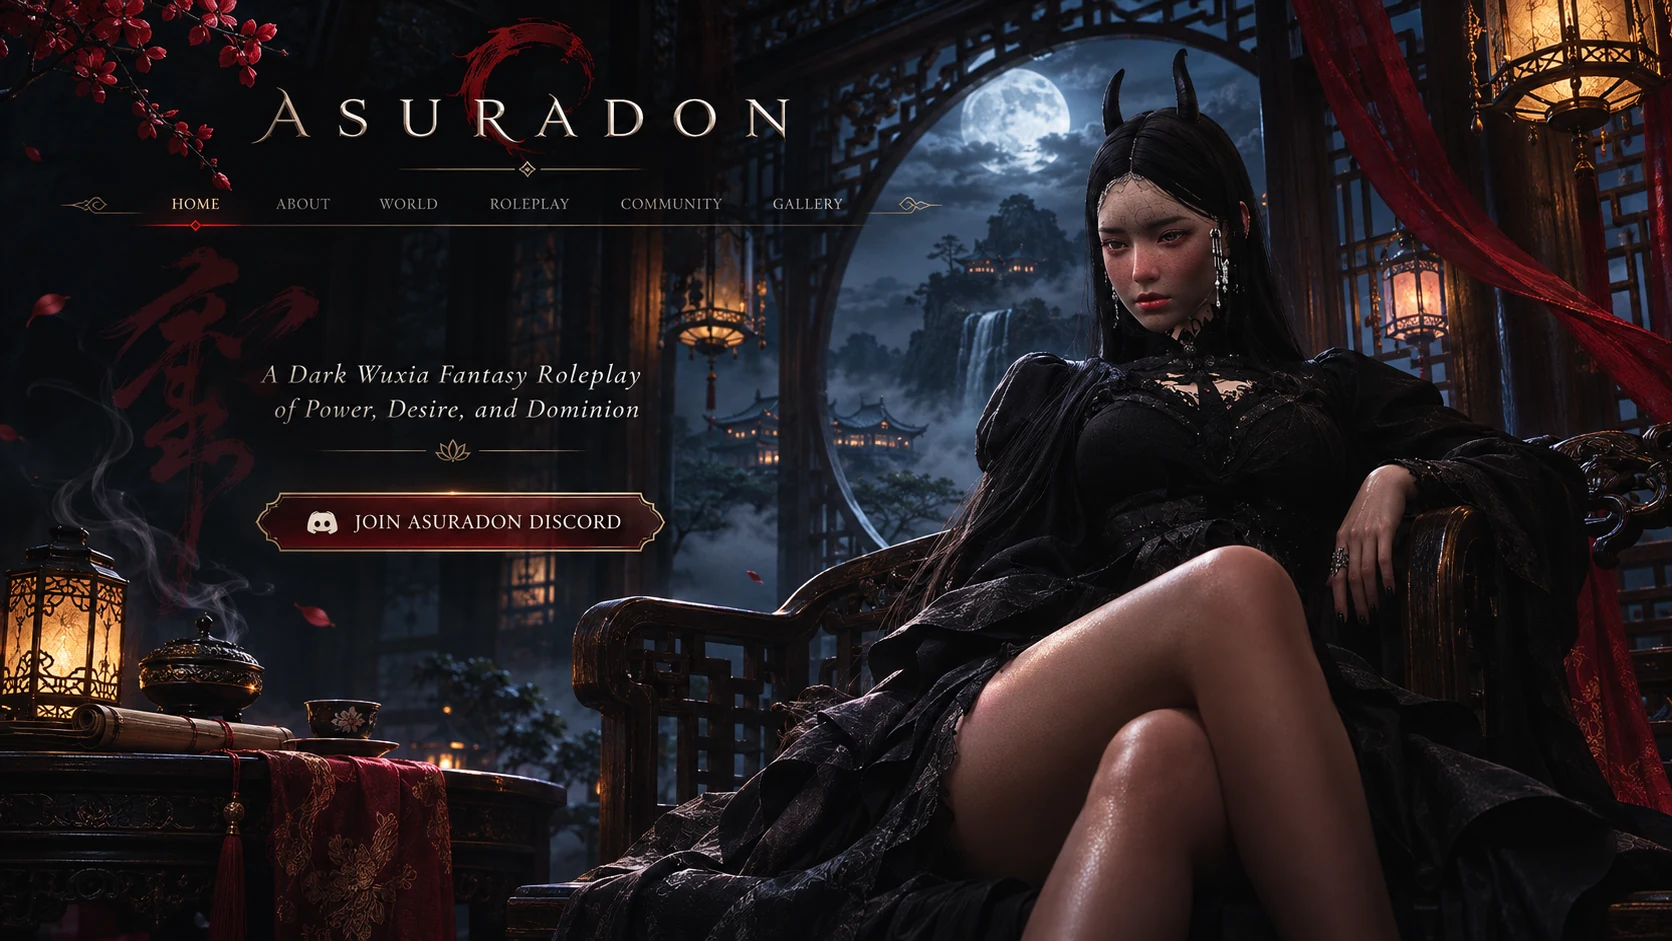 ASURADON
HOME ABOUT WORLD ROLEPLAY COMMUNITY GALLERY
A Dark Wuxia Fantasy Roleplay
of Power, Desire, and Dominion
JOIN ASURADON DISCORD